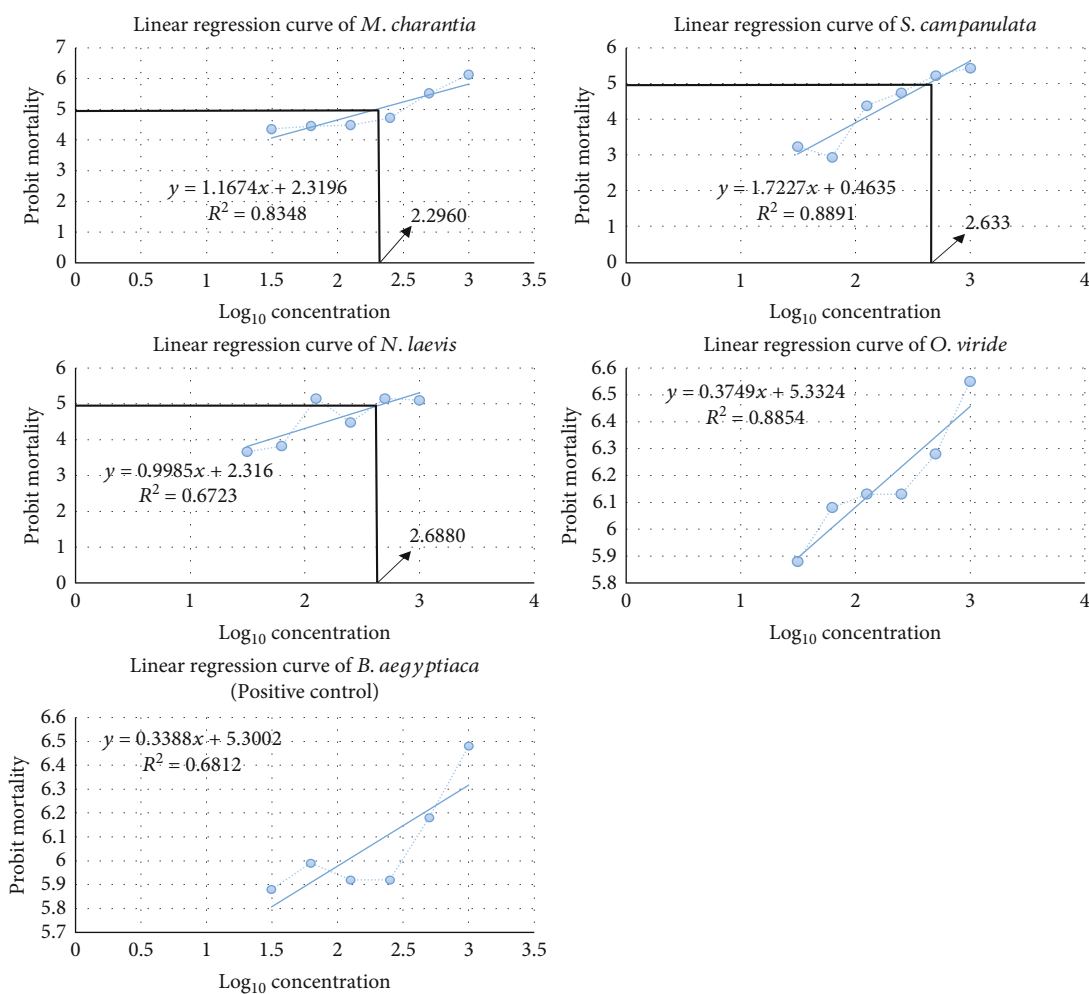 Linear regression curve of M. charantia
7
6
5
4
3
2
1
0
Probit mortality
y = 1.1674x + 2.3196
R² = 0.8348
2.2960
0 0.5 1 1.5 2 2.5 3 3.5
Log₁₀ concentration
Linear regression curve of S. campanulata
6
5
4
3
2
1
0
Probit mortality
y = 1.7227x + 0.4635
R² = 0.8891
2.633
0 1 2 3 4
Log₁₀ concentration
Linear regression curve of N. laevis
6
5
4
3
2
1
0
Probit mortality
y = 0.9985x + 2.316
R² = 0.6723
2.6880
0 1 2 3 4
Log₁₀ concentration
Linear regression curve of O. viride
6.6
6.5
6.4
6.3
6.2
6.1
6
5.9
5.8
Probit mortality
y = 0.3749x + 5.3324
R² = 0.8854
0 1 2 3 4
Log₁₀ concentration
Linear regression curve of B. aegyptiaca
(Positive control)
6.6
6.5
6.4
6.3
6.2
6.1
6
5.9
5.8
5.7
Probit mortality
y = 0.3388x + 5.3002
R² = 0.6812
0 0.5 1 1.5 2 2.5 3 3.5
Log₁₀ concentration